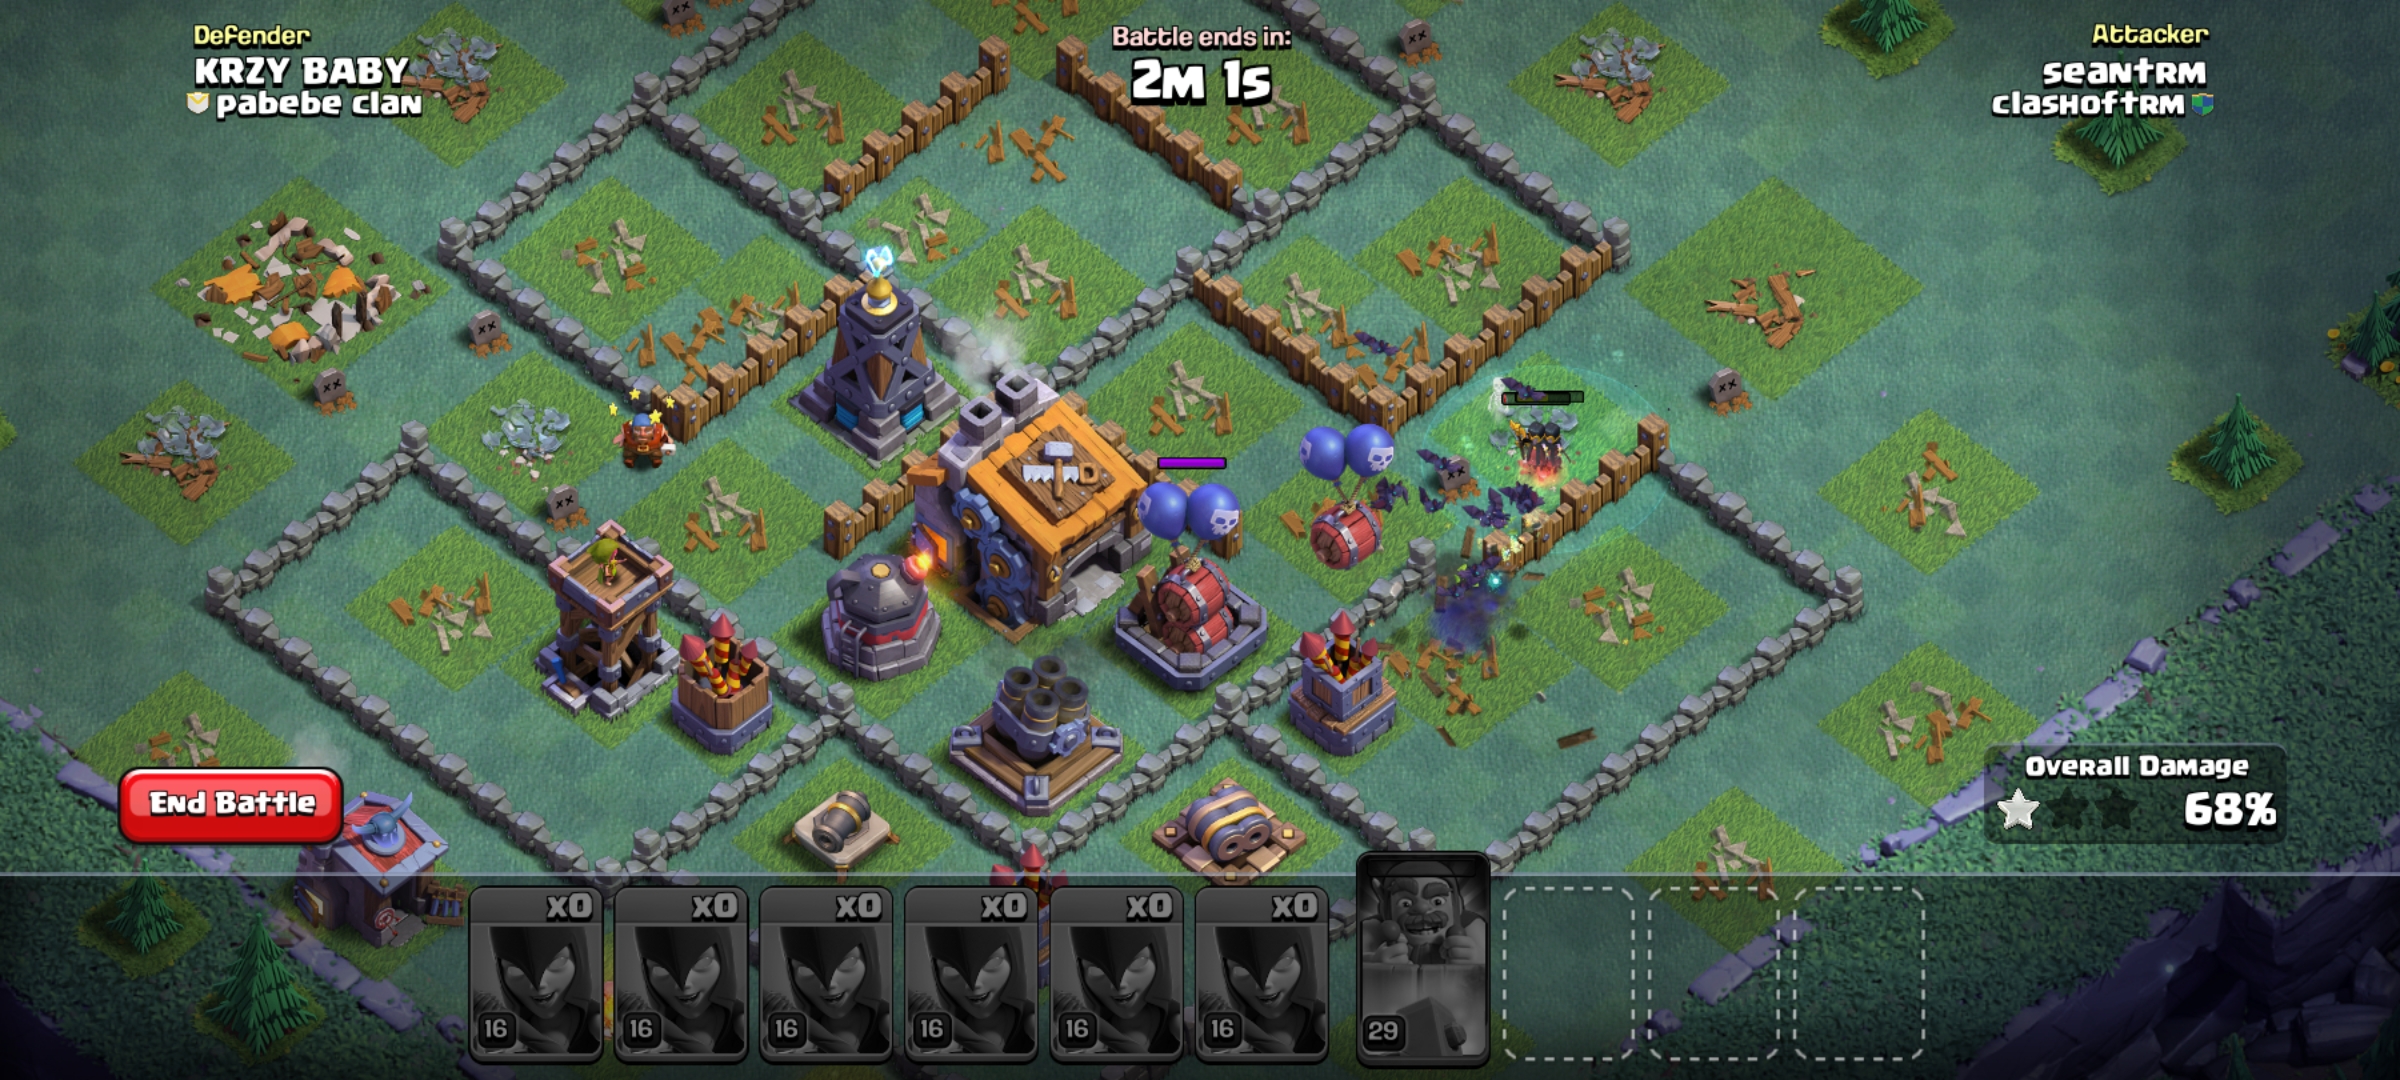 Defender
KRZY BABY
pabebe clan
Battle ends in:
2M 1s
Attacker
seantRM
clashoftRM
End Battle
Overall Damage
68%
x0
x0
x0
x0
x0
x0
16
16
16
16
16
16
29